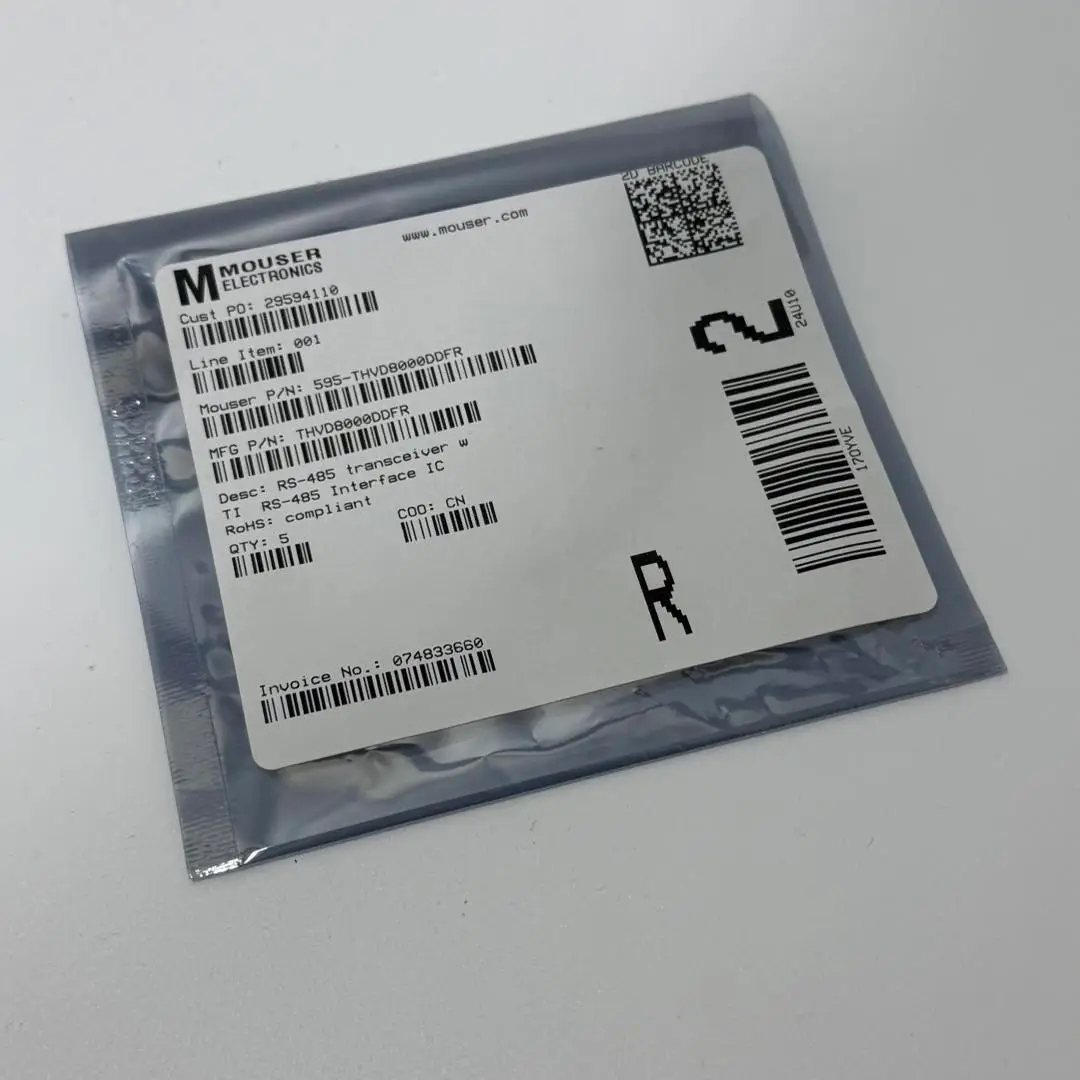 2D BARCODE
www.mouser.com
M MOUSER
ELECTRONICS
Cust PO: 29594110
Line Item: 001
Mouser P/N: 595-THVD8000DDFR
MFG P/N: THVD8000DDFR
Desc: RS-485 transceiver w
TI RS-485 Interface IC
RoHS: compliant
COO: CN
QTY: 5
Invoice No.: 074833660
2
24U10
170YVE
R